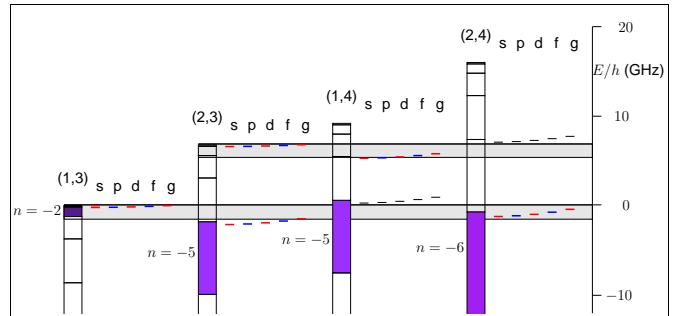 20
(2,4)
s p d f g
E/h (GHz)
(1,4)
(2,3)
s p d f g
s p d f g
10
(1,3)
s p d f g
n = −2
0
n = −5
n = −5
n = −6
−10